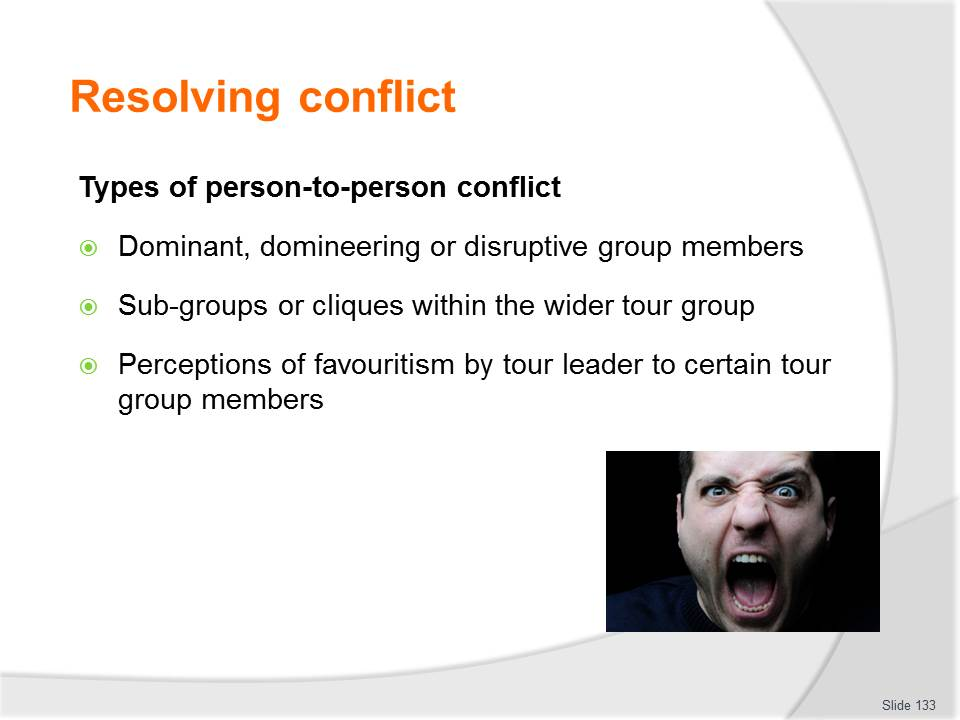 Resolving conflict
Types of person-to-person conflict
Dominant, domineering or disruptive group members
Sub-groups or cliques within the wider tour group
Perceptions of favouritism by tour leader to certain tour
group members
Slide 133